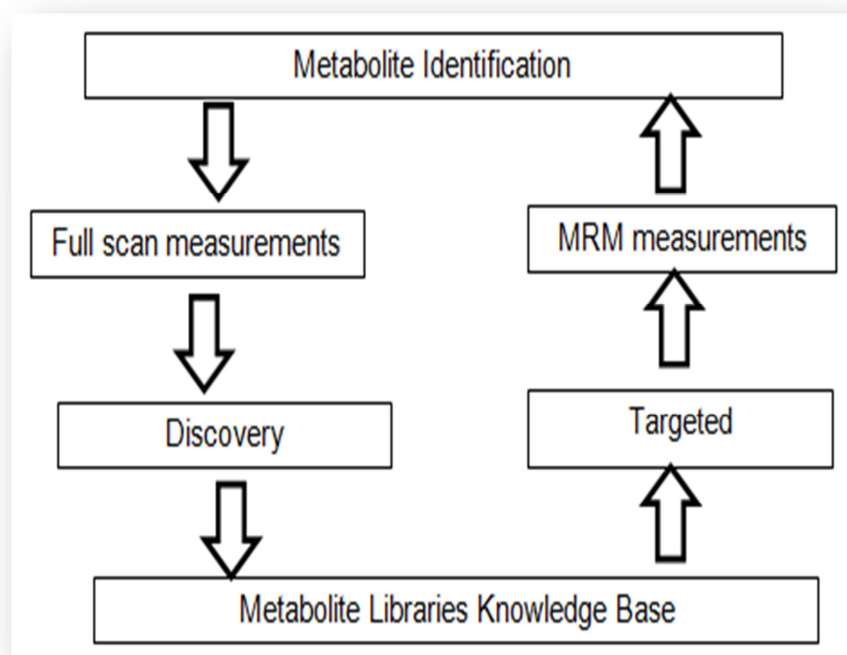 Metabolite Identification
Full scan measurements
MRM measurements
Discovery
Targeted
Metabolite Libraries Knowledge Base